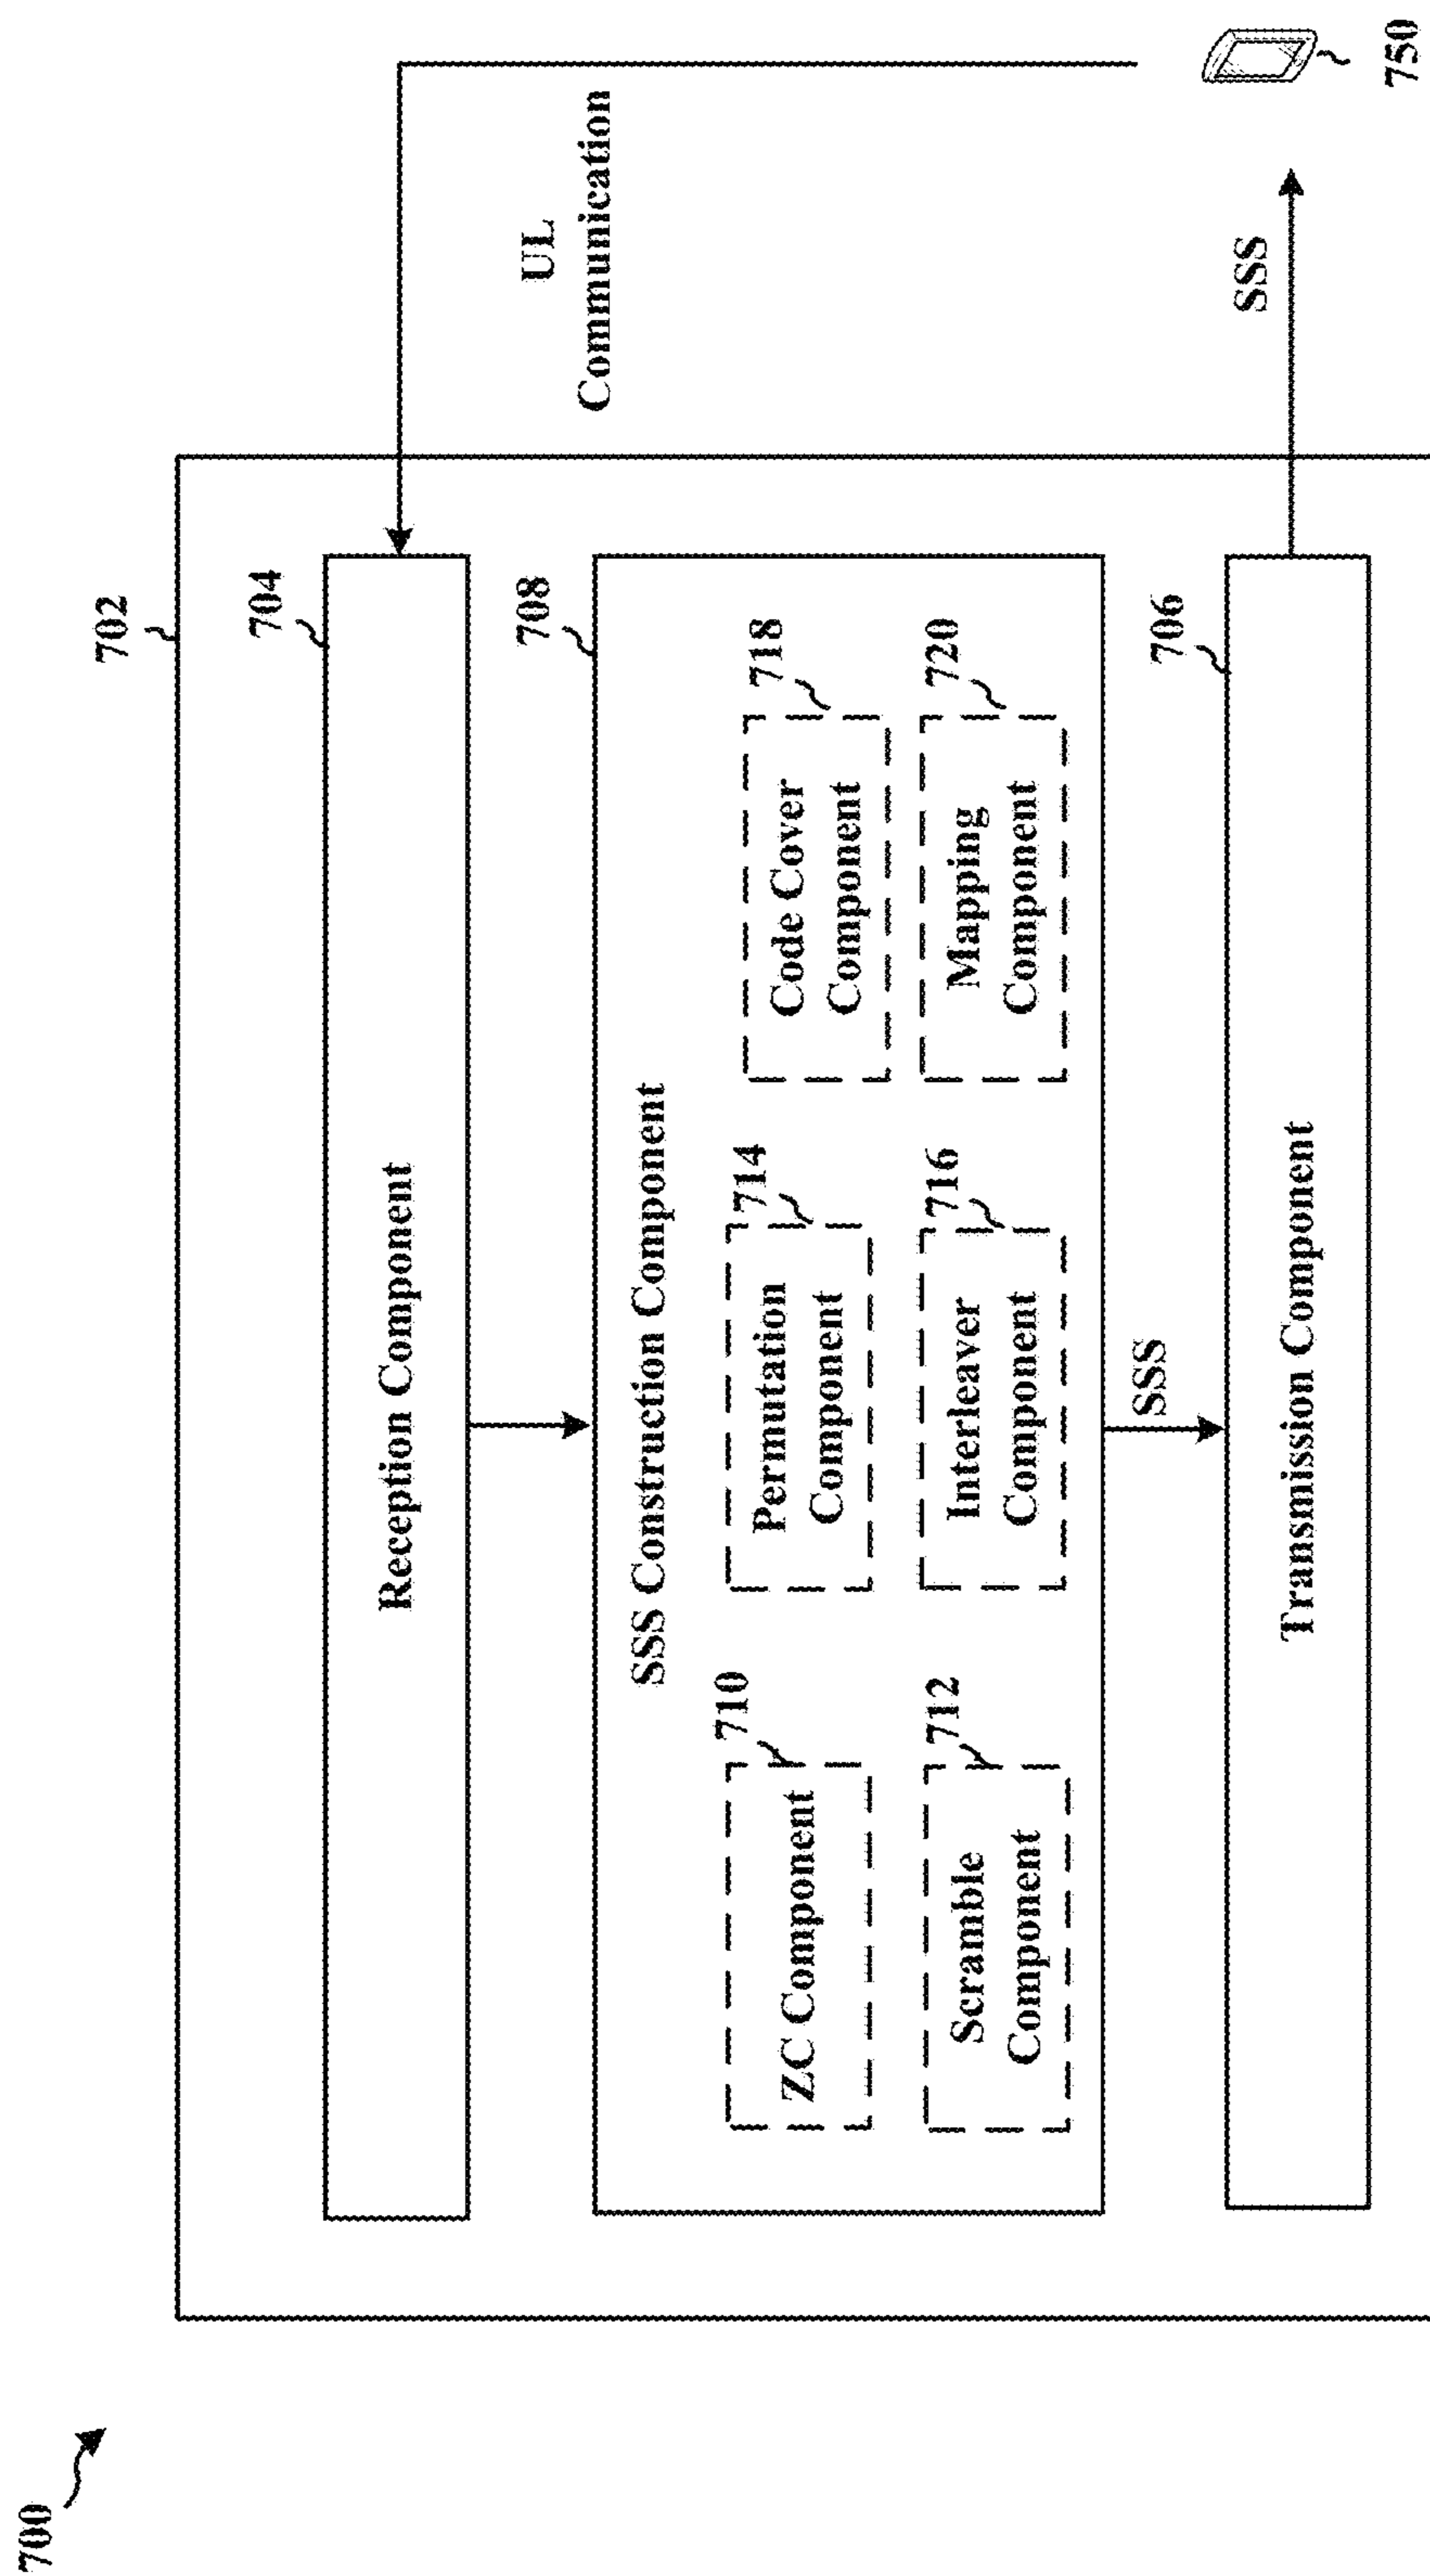 700
702
704
Reception Component
UL
Communication
708
SSS Construction Component
710
ZC Component
714
Permutation
Component
718
Code Cover
Component
712
Scramble
Component
716
Interleaver
Component
720
Mapping
Component
SSS
706
Transmission Component
SSS
750